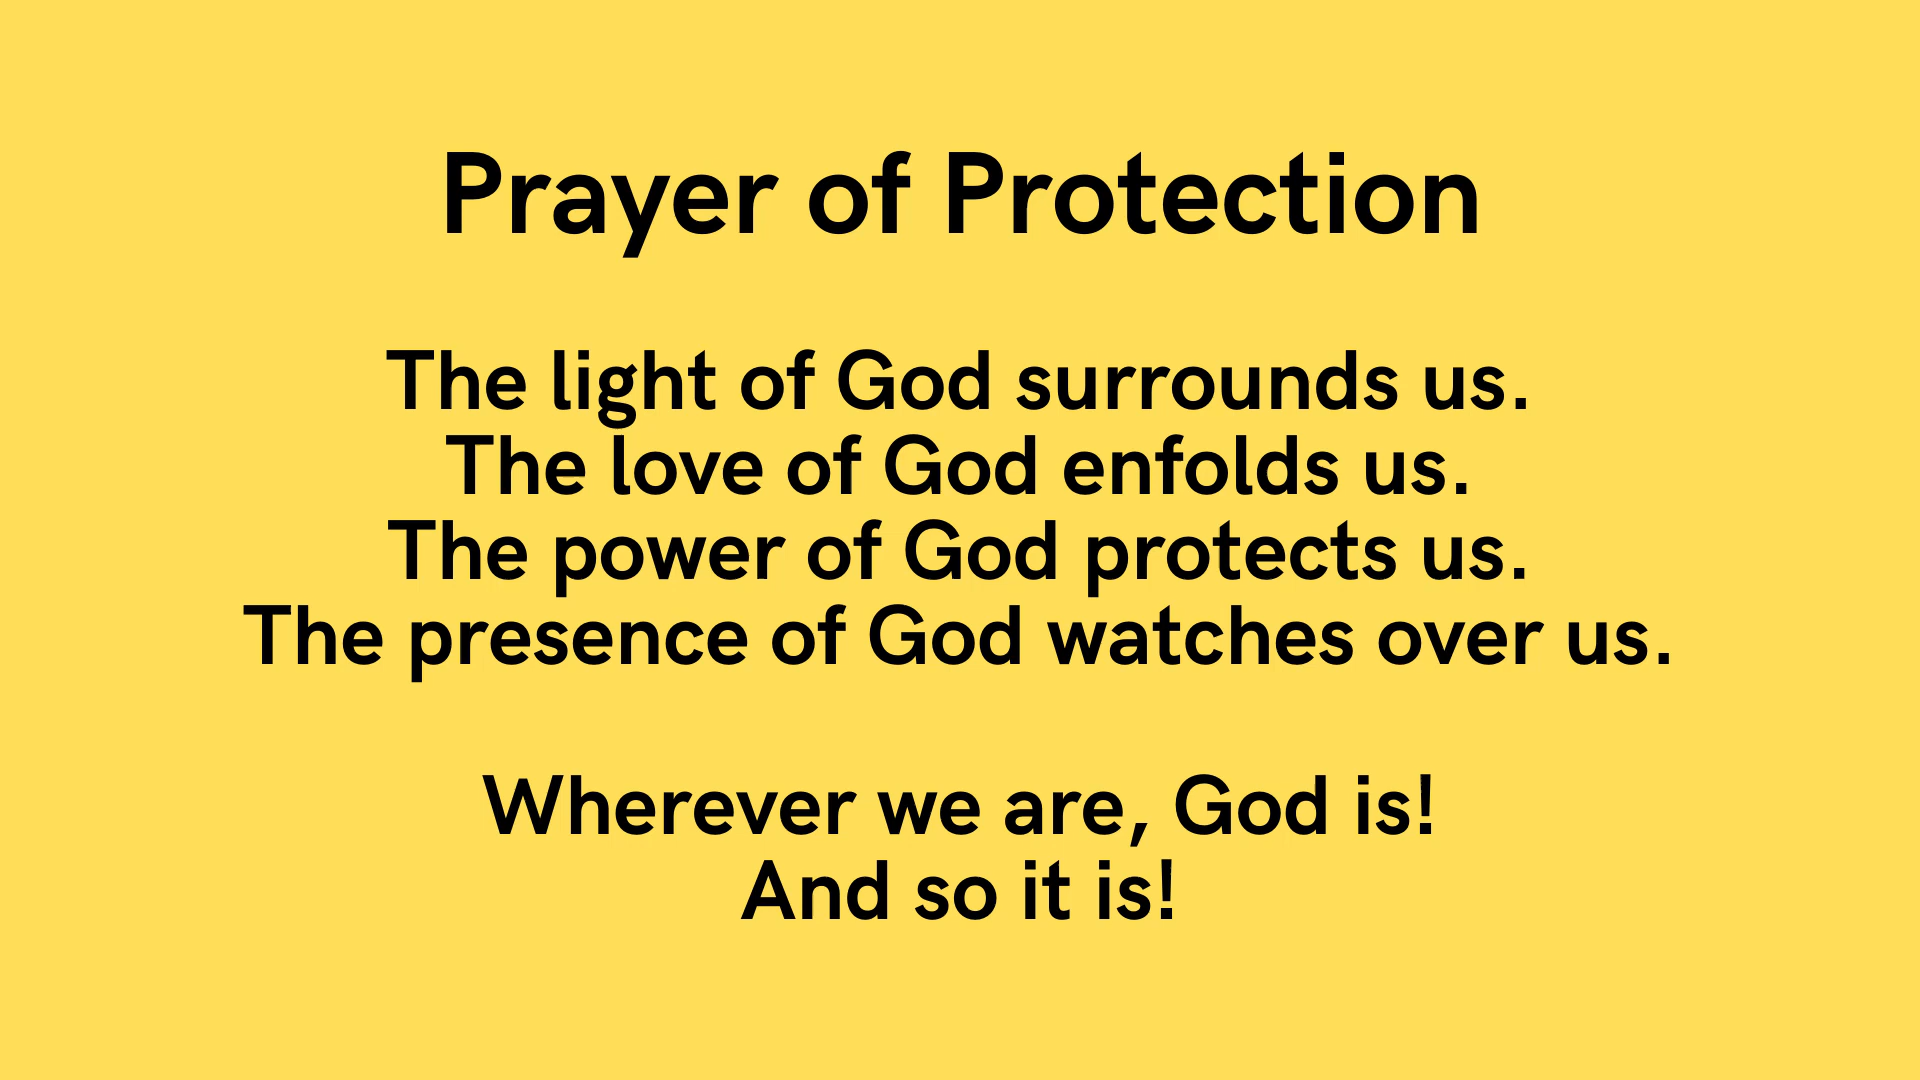 Prayer of Protection
The light of God surrounds us.
The love of God enfolds us.
The power of God protects us.
The presence of God watches over us.
Wherever we are, God is!
And so it is!